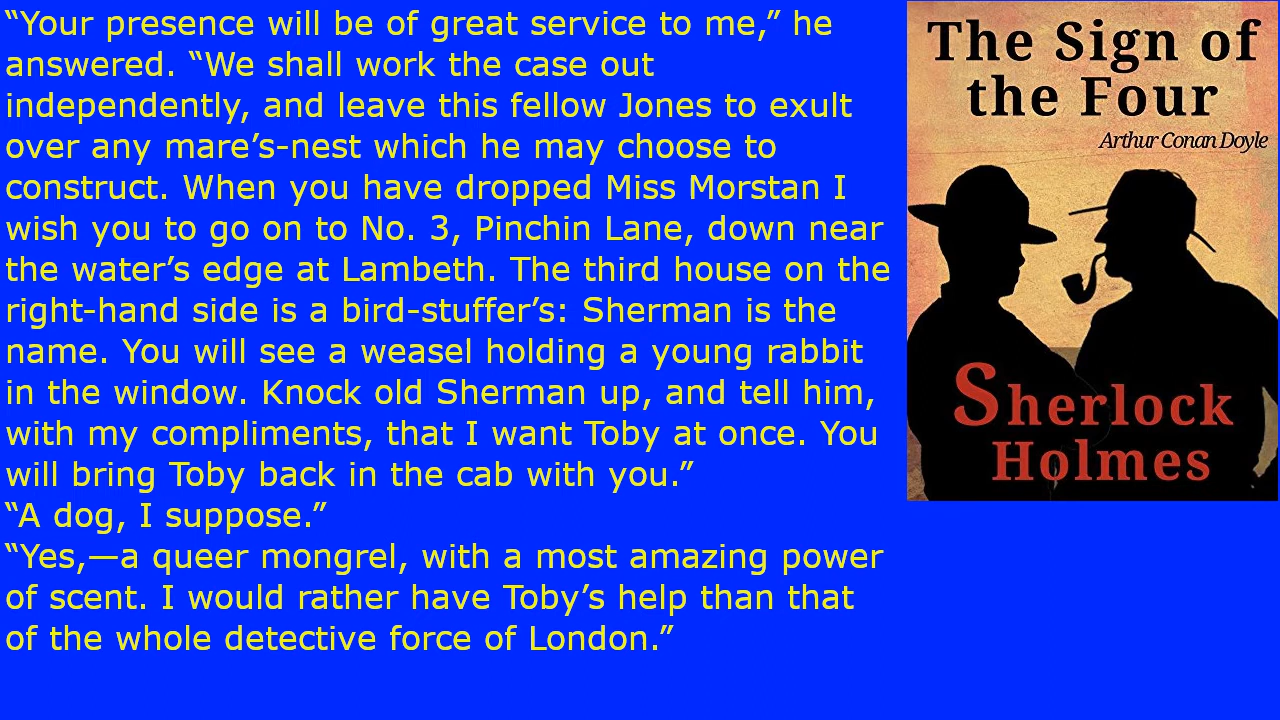 “Your presence will be of great service to me,” he
answered. “We shall work the case out
independently, and leave this fellow Jones to exult
over any mare’s-nest which he may choose to
construct. When you have dropped Miss Morstan I
wish you to go on to No. 3, Pinchin Lane, down near
the water’s edge at Lambeth. The third house on the
right-hand side is a bird-stuffer’s: Sherman is the
name. You will see a weasel holding a young rabbit
in the window. Knock old Sherman up, and tell him,
with my compliments, that I want Toby at once. You
will bring Toby back in the cab with you.”
“A dog, I suppose.”
“Yes,—a queer mongrel, with a most amazing power
of scent. I would rather have Toby’s help than that
of the whole detective force of London.”
The Sign of
the Four
Arthur Conan Doyle
Sherlock
Holmes